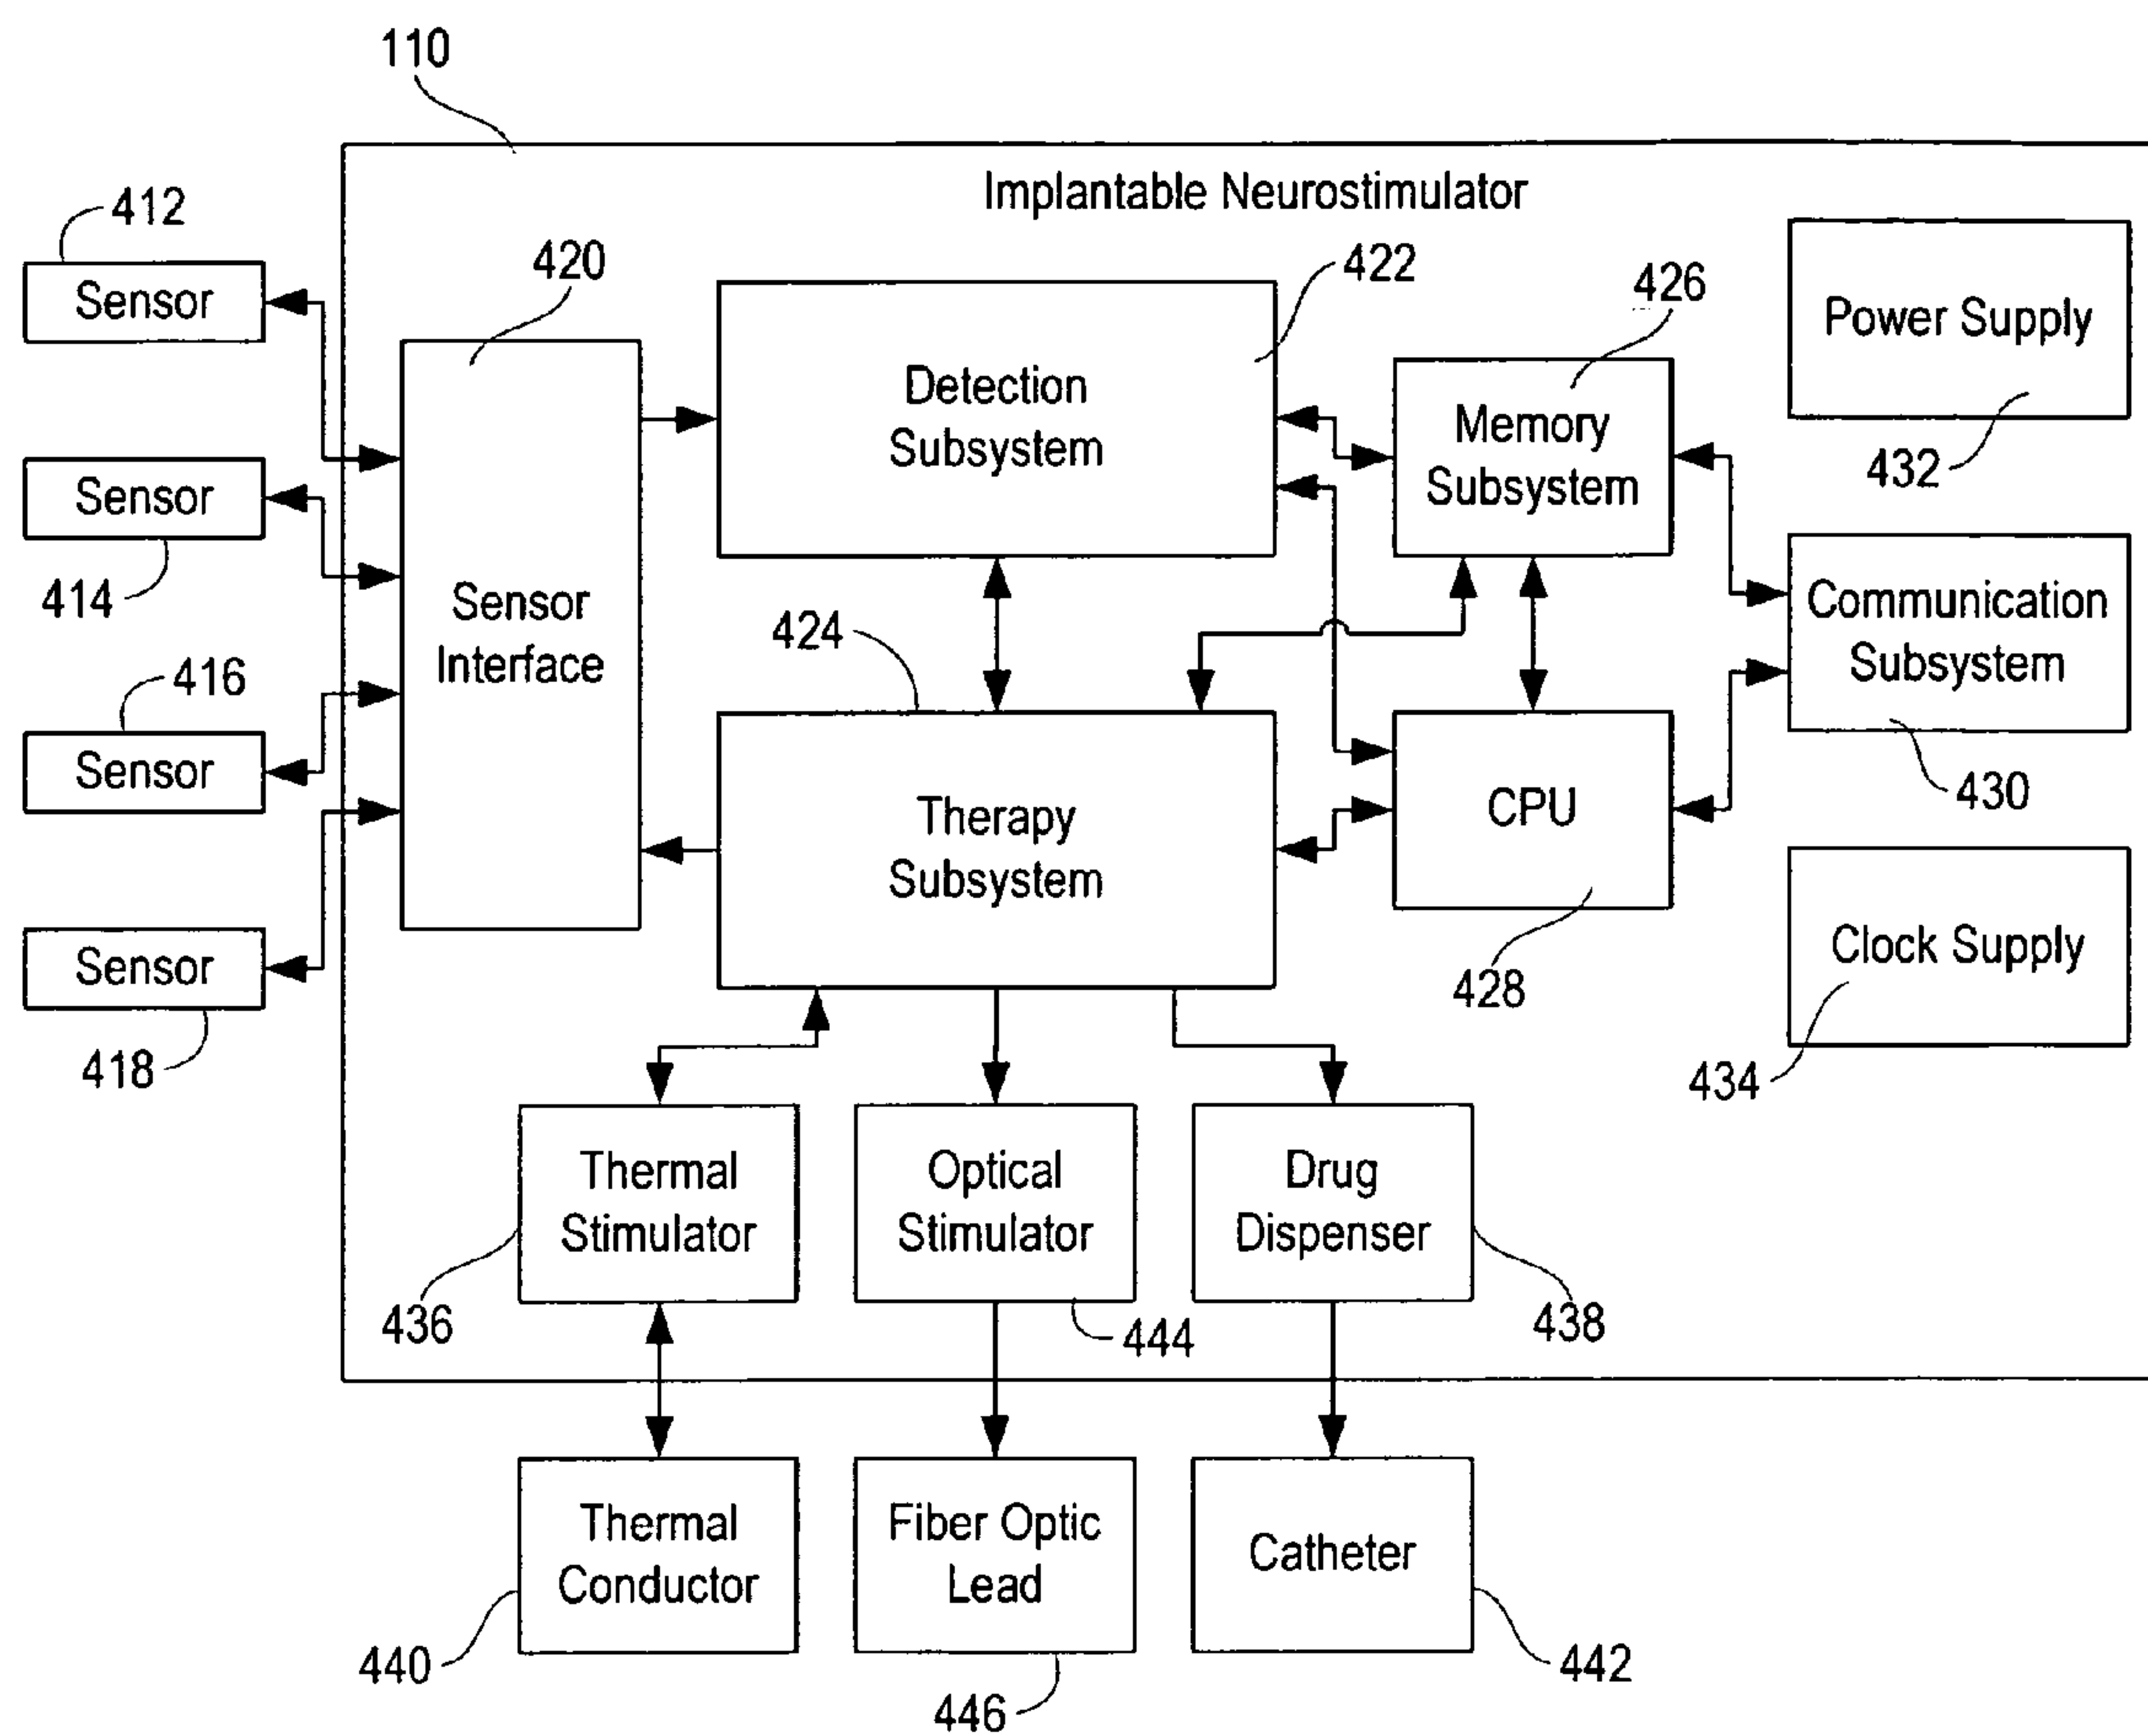 110
Implantable Neurostimulator
412
Sensor
414
Sensor
416
Sensor
418
Sensor
420
Sensor
Interface
422
Detection
Subsystem
424
Therapy
Subsystem
426
Memory
Subsystem
428
CPU
Power Supply
432
Communication
Subsystem
430
Clock Supply
434
Thermal
Stimulator
436
Optical
Stimulator
444
Drug
Dispenser
438
Thermal
Conductor
440
Fiber Optic
Lead
446
Catheter
442